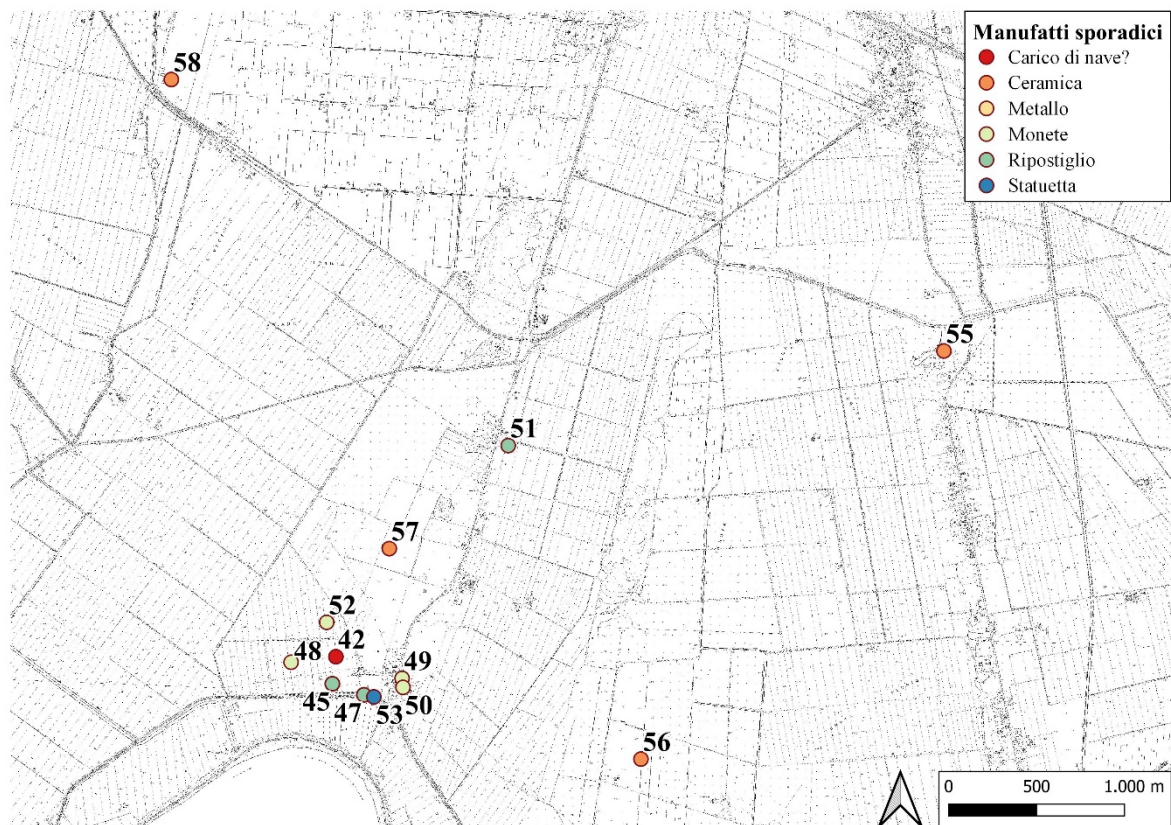 58
Manufatti sporadici
Carico di nave?
Ceramica
Metallo
Monete
Ripostiglio
Statuetta
55
51
57
52
42
48
49
45
47
53
50
56
0 500 1.000 m